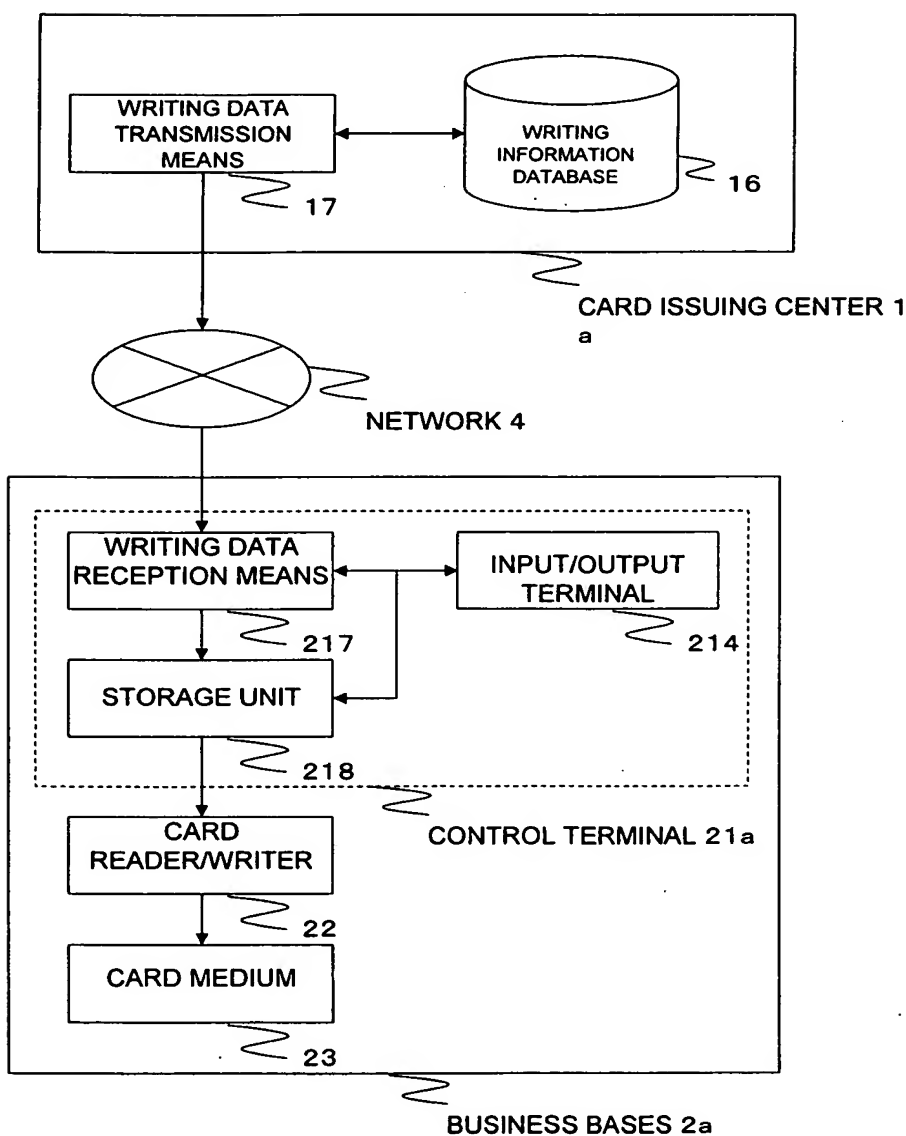 WRITING DATA
TRANSMISSION
MEANS
17
WRITING
INFORMATION
DATABASE
16
CARD ISSUING CENTER 1
a
NETWORK 4
WRITING DATA
RECEPTION MEANS
217
INPUT/OUTPUT
TERMINAL
214
STORAGE UNIT
218
CONTROL TERMINAL 21a
CARD
READER/WRITER
22
CARD MEDIUM
23
BUSINESS BASES 2a